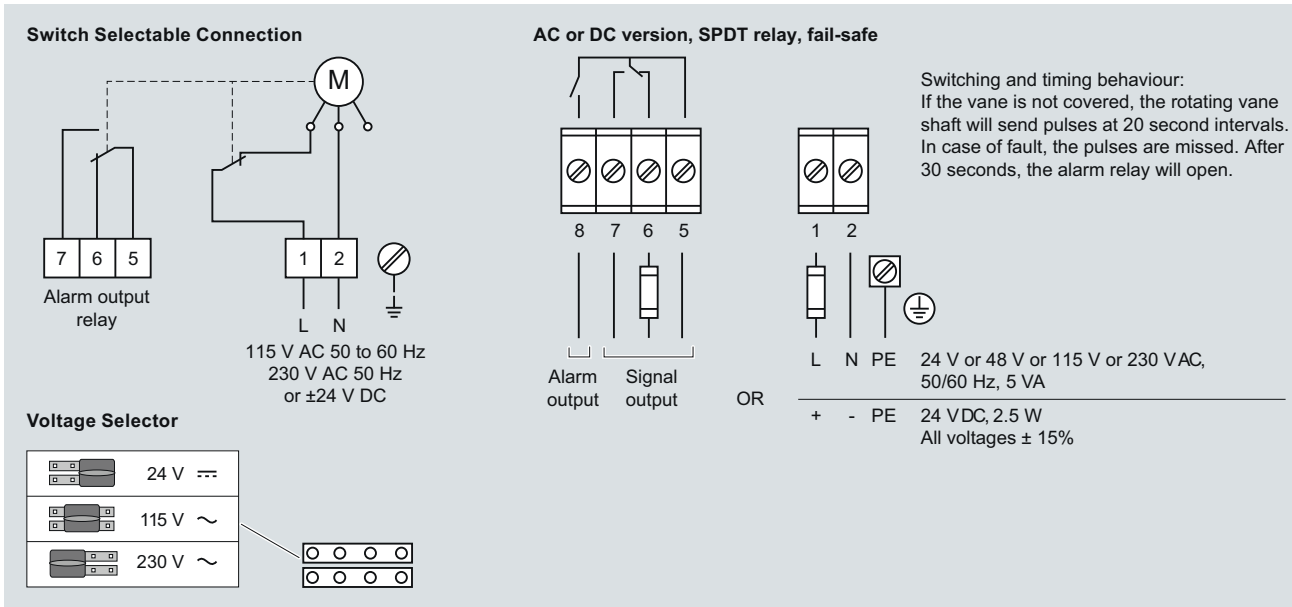 Switch Selectable Connection
M
7 6 5
Alarm output
relay
1 2
L N
115 V AC 50 to 60 Hz
230 V AC 50 Hz
or ±24 V DC
Voltage Selector
24 V
115 V
230 V
AC or DC version, SPDT relay, fail-safe
8 7 6 5
Alarm
output
Signal
output
1 2
Switching and timing behaviour:
If the vane is not covered, the rotating vane
shaft will send pulses at 20 second intervals.
In case of fault, the pulses are missed. After
30 seconds, the alarm relay will open.
L N PE 24 V or 48 V or 115 V or 230 VAC,
50/60 Hz, 5 VA
OR
+ - PE 24 VDC, 2.5 W
All voltages ± 15%